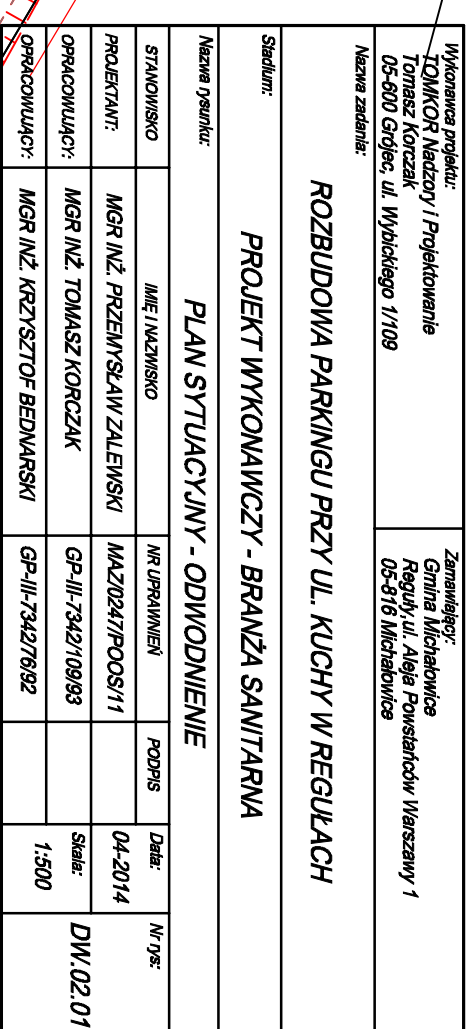 Wykonawca projektu:
TOMKOR Nadzory i Projektowanie
Tomasz Korczak
05-600 Grójec, ul. Wybickiego 1/109
Zamawiający:
Gmina Michałowice
Reguły,ul. Aleja Powstańców Warszawy 1
05-816 Michałowice
Nazwa zadania:
ROZBUDOWA PARKINGU PRZY UL. KUCHY W REGUŁACH
Stadium:
PROJEKT WYKONAWCZY - BRANŻA SANITARNA
Nazwa rysunku:
PLAN SYTUACYJNY - ODWODNIENIE
STANOWISKO IMIĘ I NAZWISKO NR UPRAWNIEŃ PODPIS Data: Nr rys:
PROJEKTANT: MGR INŻ. PRZEMYSŁAW ZALEWSKI MAZ/0247/POOS/11 04-2014
OPRACOWUJĄCY: MGR INŻ. TOMASZ KORCZAK GP-III-7342/109/93 Skala: DW.02.01
OPRACOWUJĄCY: MGR INŻ. KRZYSZTOF BEDNARSKI GP-III-7342/76/92 1:500